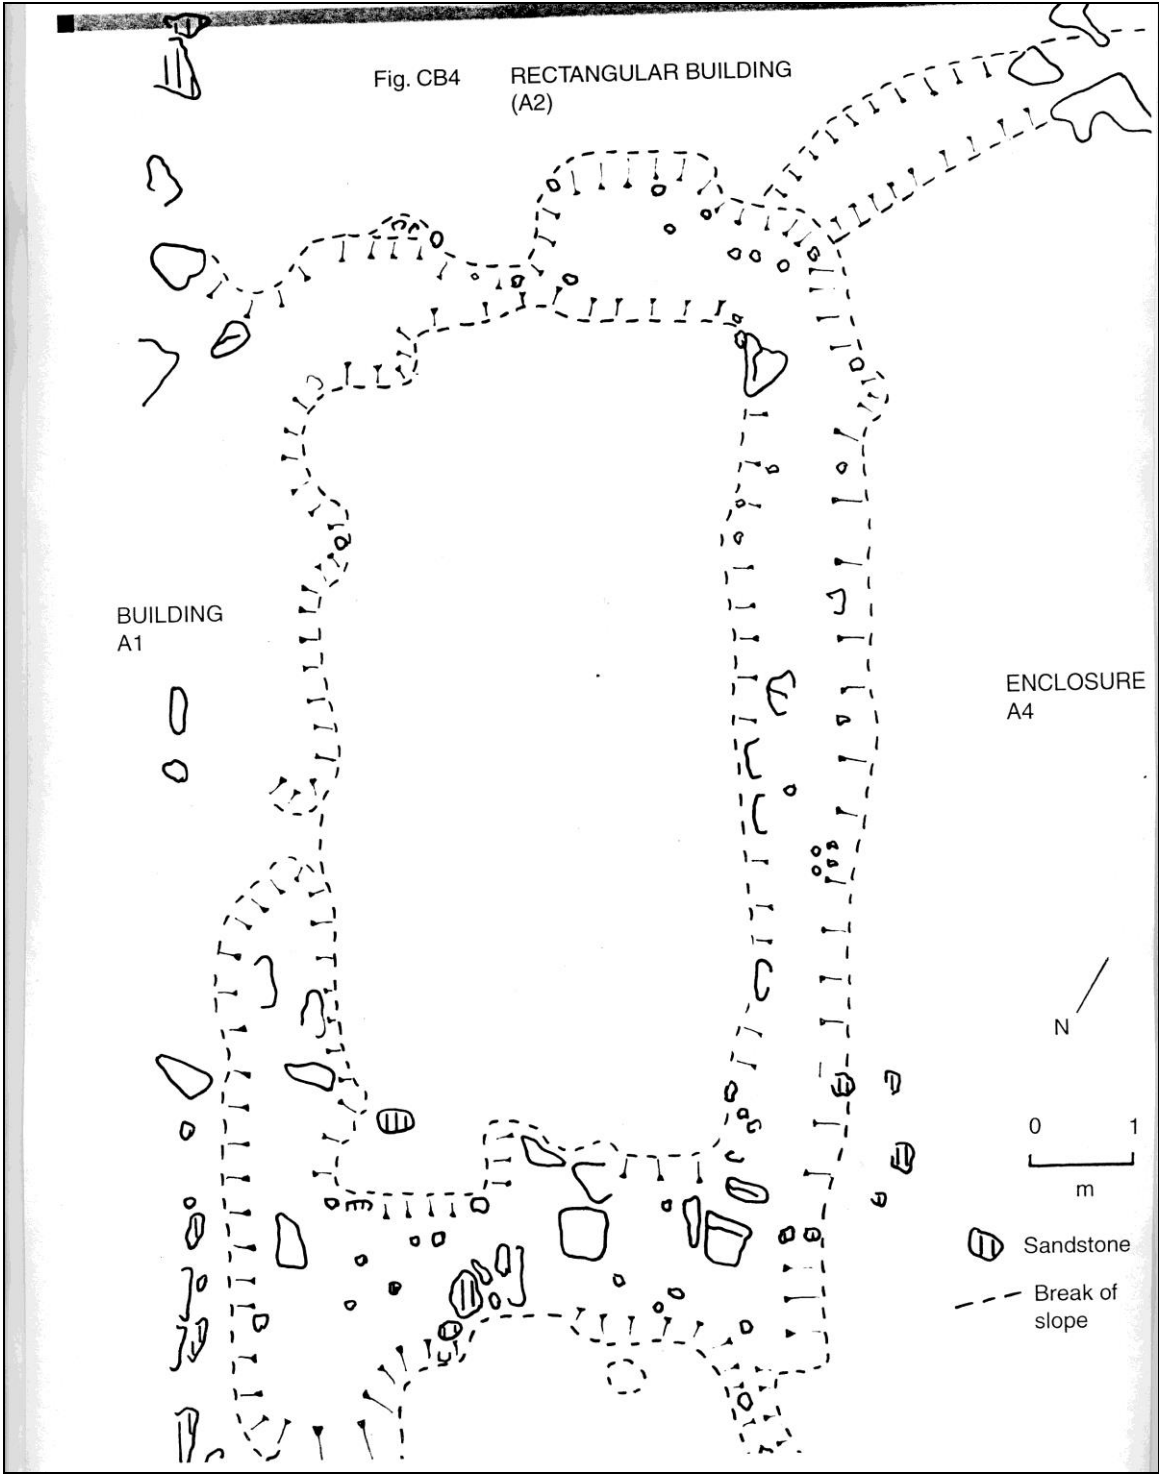 Fig. CB4 RECTANGULAR BUILDING
(A2)
BUILDING
A1
ENCLOSURE
A4
N
0 1
m
Sandstone
Break of
slope